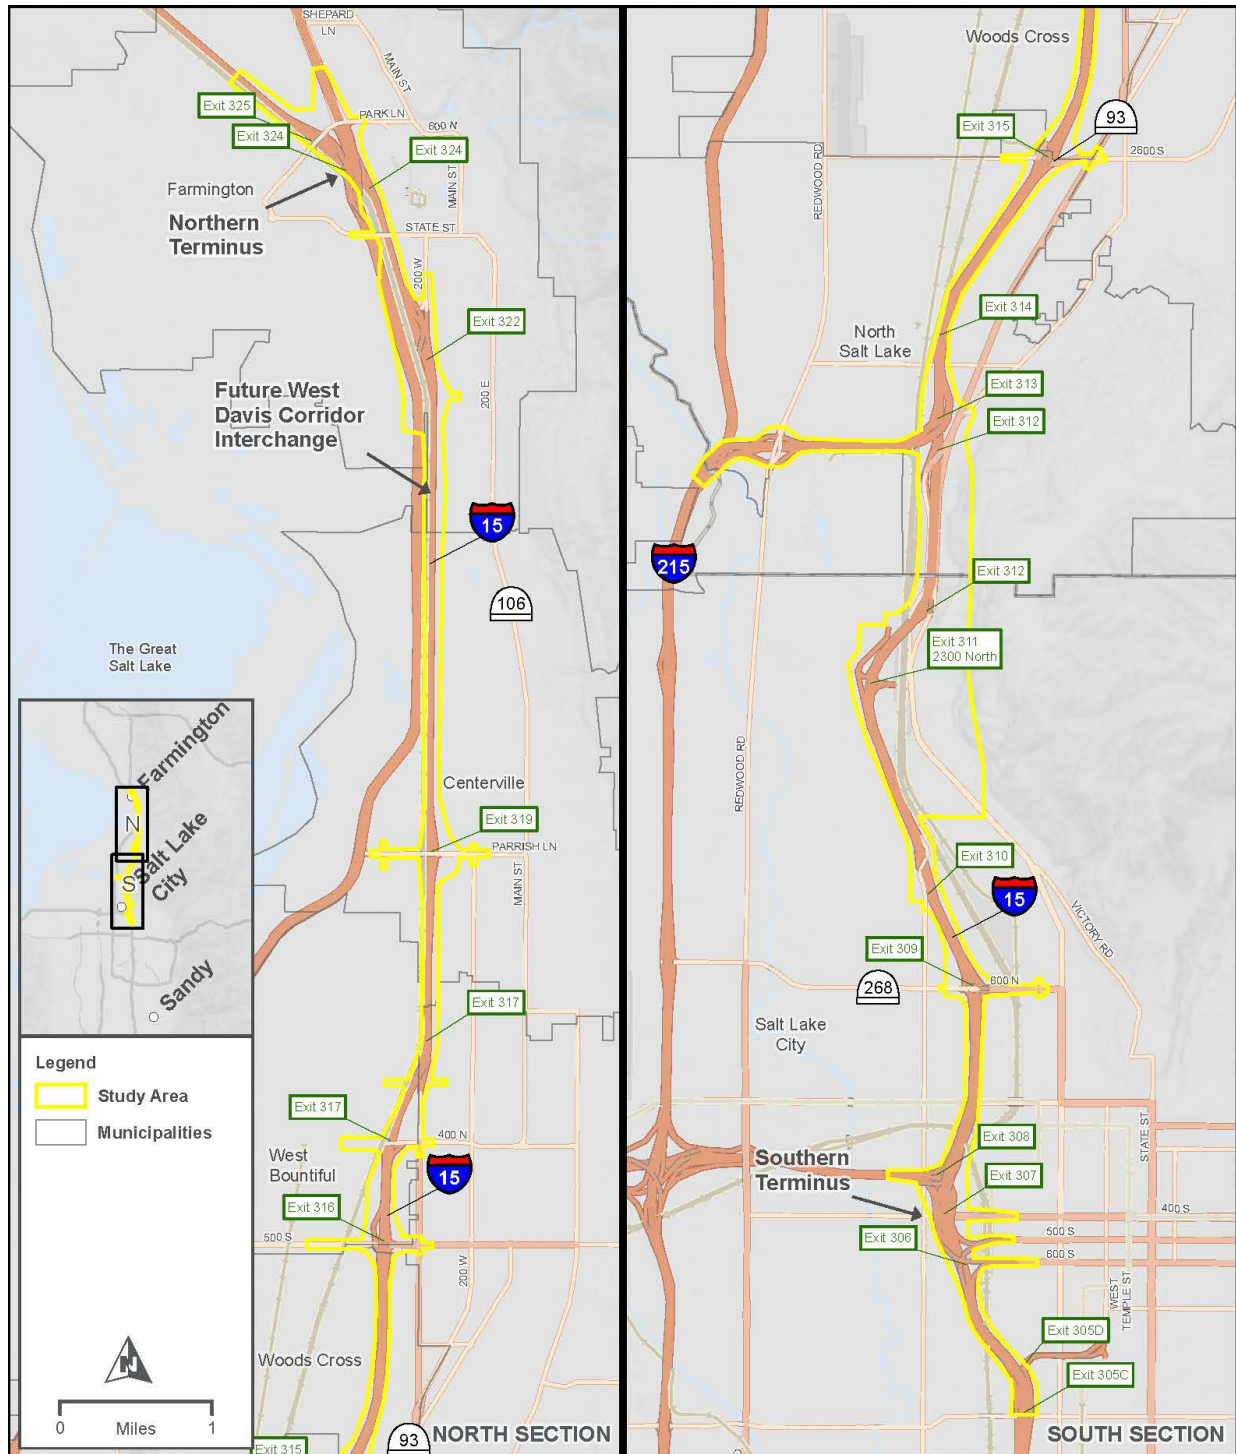 SHEPARD
LN
MAIN ST
Exit 325
PARK LN
600 N
Exit 324
Exit 324
Farmington
MAIN ST
Northern
Terminus
STATE ST
200 W
Exit 322
Future West
Davis Corridor
Interchange
200 E
15
106
The Great
Salt Lake
Centerville
Exit 319
PARRISH LN
MAIN ST
Exit 317
Exit 317
400 N
West
Bountiful
15
Exit 316
500 S
200 W
Woods Cross
93
Exit 315
NORTH SECTION
Farmington
N
Salt Lake
City
S
Sandy
Legend
Study Area
Municipalities
N
0
1
Miles
Woods Cross
93
Exit 315
2600 S
REDWOOD RD
Exit 314
North
Salt Lake
Exit 313
Exit 312
215
Exit 312
Exit 311
2300 North
REDWOOD RD
Exit 310
15
VICTORY RD
Exit 309
600 N
268
Salt Lake
City
Exit 308
STATE ST
Southern
Terminus
Exit 307
400 S
Exit 306
500 S
600 S
WEST
TEMPLE ST
Exit 305D
Exit 305C
SOUTH SECTION